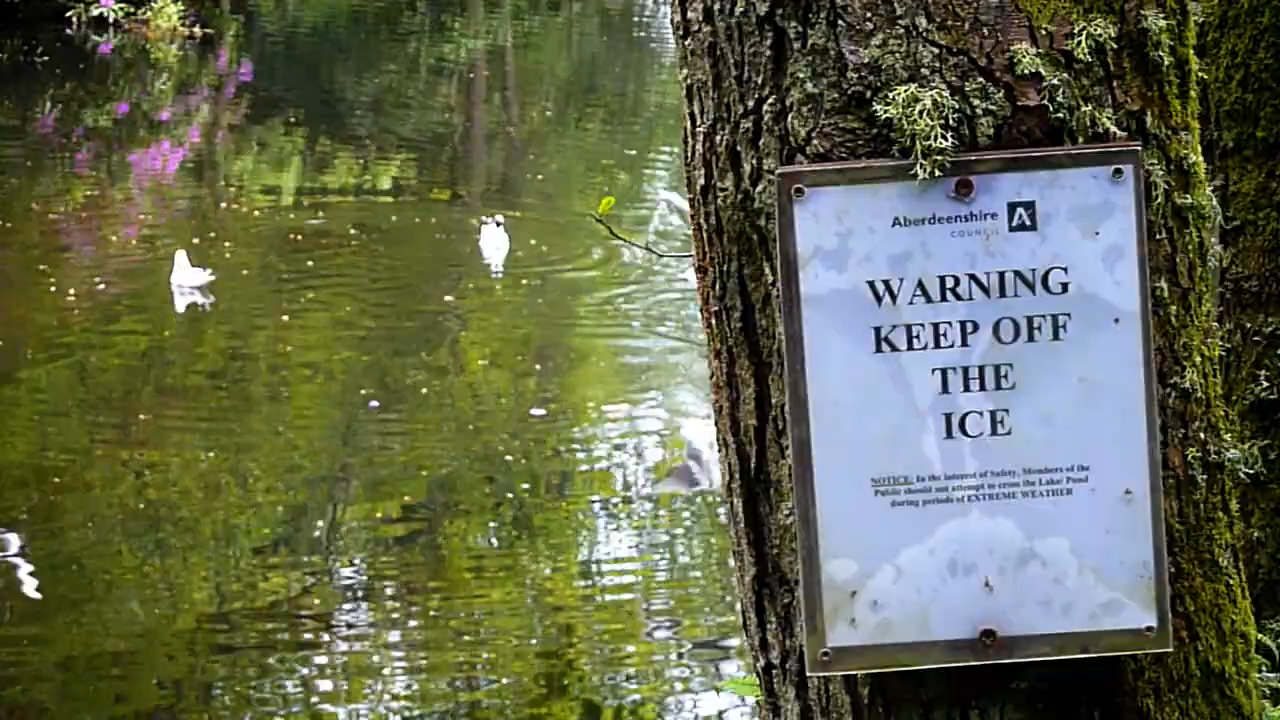 Aberdeenshire
COUNCIL
WARNING
KEEP OFF
THE
ICE
NOTICE: In the interest of Safety, Members of the
Public should not attempt to cross the Lake/ Pond
during periods of EXTREME WEATHER